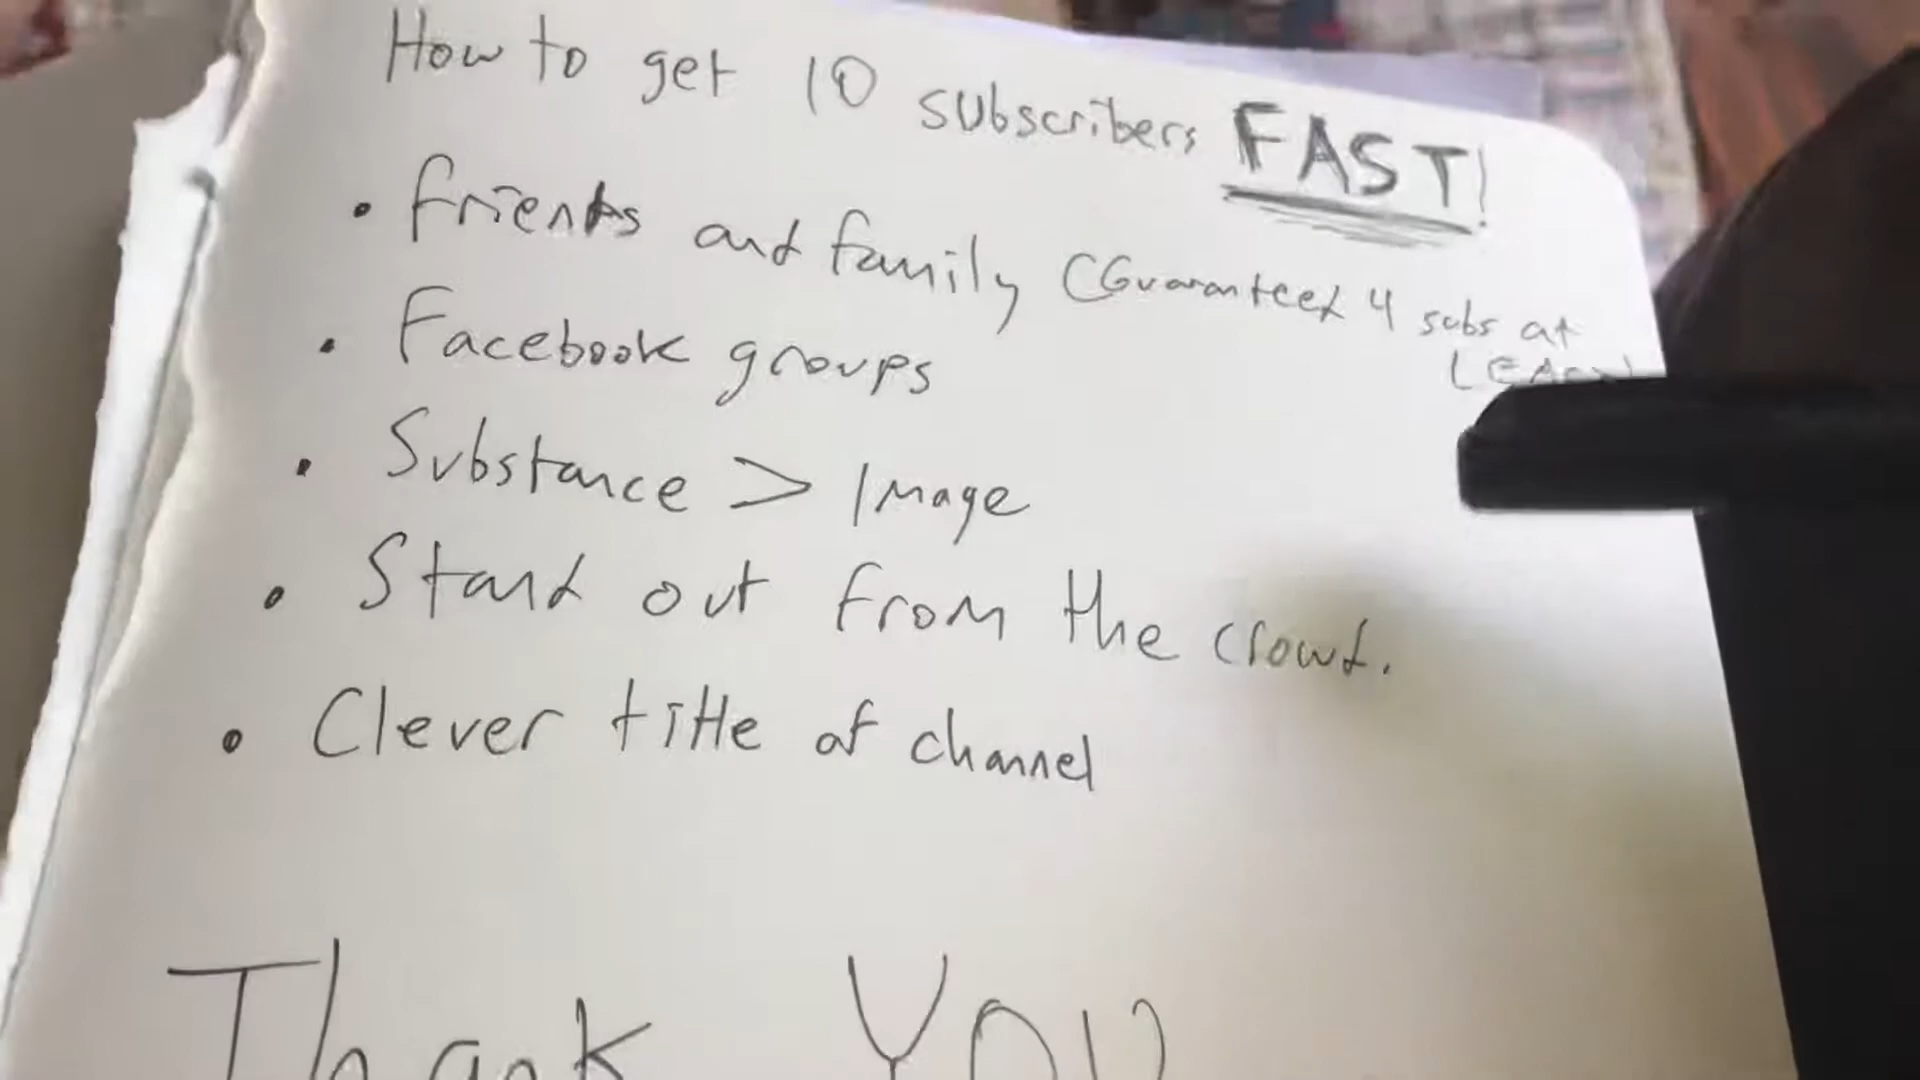 How to get 10 subscribers FAST!
• friends and family (Guaranteed 4 subs at
• Facebook groups
• Substance > Image
• Stand out from the crowd.
• Clever title of channel
Thank You